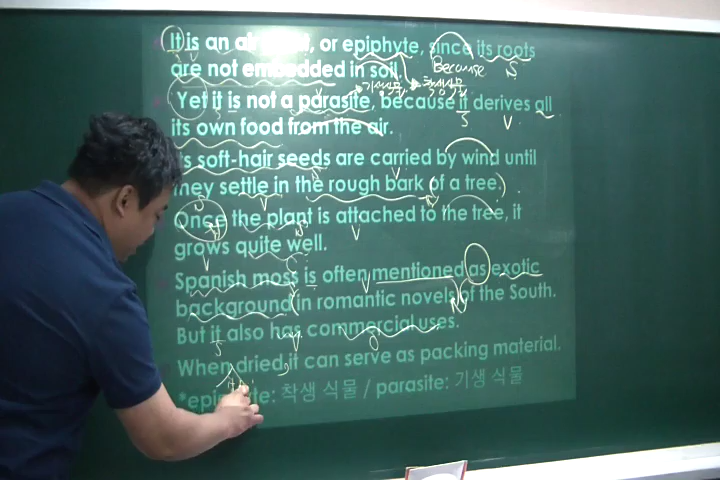 It is an air plant, or epiphyte, since its roots
Because S
are not embedded in soil.
Yet it is not a parasite, because it derives all
S V
its own food from the air.
Its soft-hair seeds are carried by wind until
they settle in the rough bark of a tree.)
Once the plant is attached to the tree, it
grows quite well.
Spanish moss is often mentioned as exotic
background in romantic novels of the South.
But it also has commercial uses.
When dried, it can serve as packing material.
*epiphyte: 착생 식물 / parasite: 기생 식물